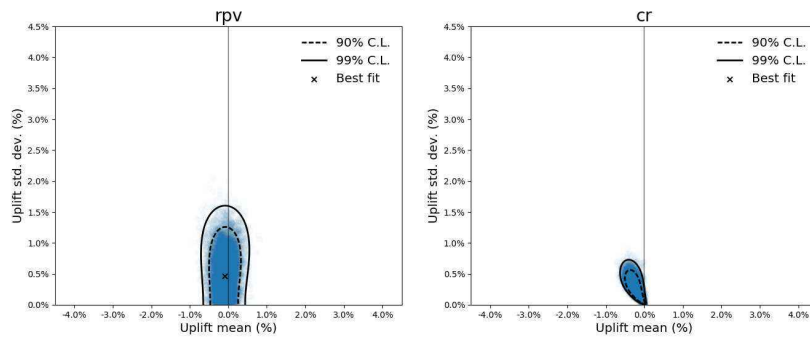 rpv
4.5%
4.0%
3.5%
3.0%
2.5%
2.0%
1.5%
1.0%
0.5%
0.0%
Uplift std. dev. (%)
90% C.L.
99% C.L.
Best fit
-4.0% -3.0% -2.0% -1.0% 0.0% 1.0% 2.0% 3.0% 4.0%
Uplift mean (%)
cr
4.5%
4.0%
3.5%
3.0%
2.5%
2.0%
1.5%
1.0%
0.5%
0.0%
Uplift std. dev. (%)
90% C.L.
99% C.L.
Best fit
-4.0% -3.0% -2.0% -1.0% 0.0% 1.0% 2.0% 3.0% 4.0%
Uplift mean (%)